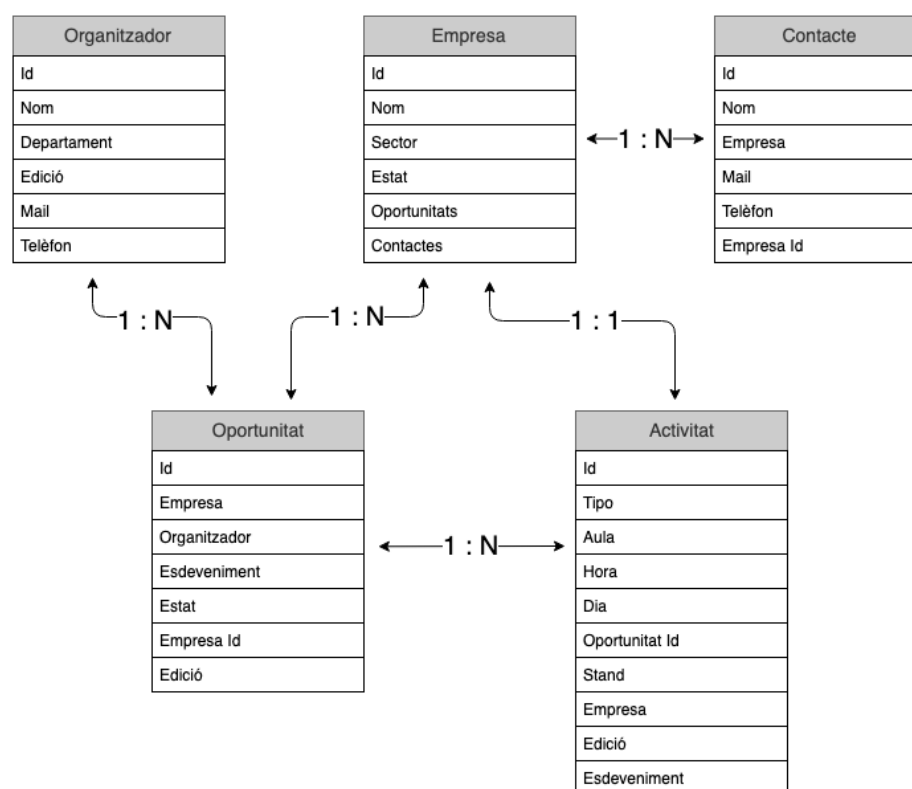 Organitzador
Id
Nom
Departament
Edició
Mail
Telèfon
Empresa
Id
Nom
Sector
Estat
Oportunitats
Contactes
1 : N
Contacte
Id
Nom
Empresa
Mail
Telèfon
Empresa Id
1 : N
1 : N
1 : 1
Oportunitat
Id
Empresa
Organitzador
Esdeveniment
Estat
Empresa Id
Edició
1 : N
Activitat
Id
Tipo
Aula
Hora
Dia
Oportunitat Id
Stand
Empresa
Edició
Esdeveniment